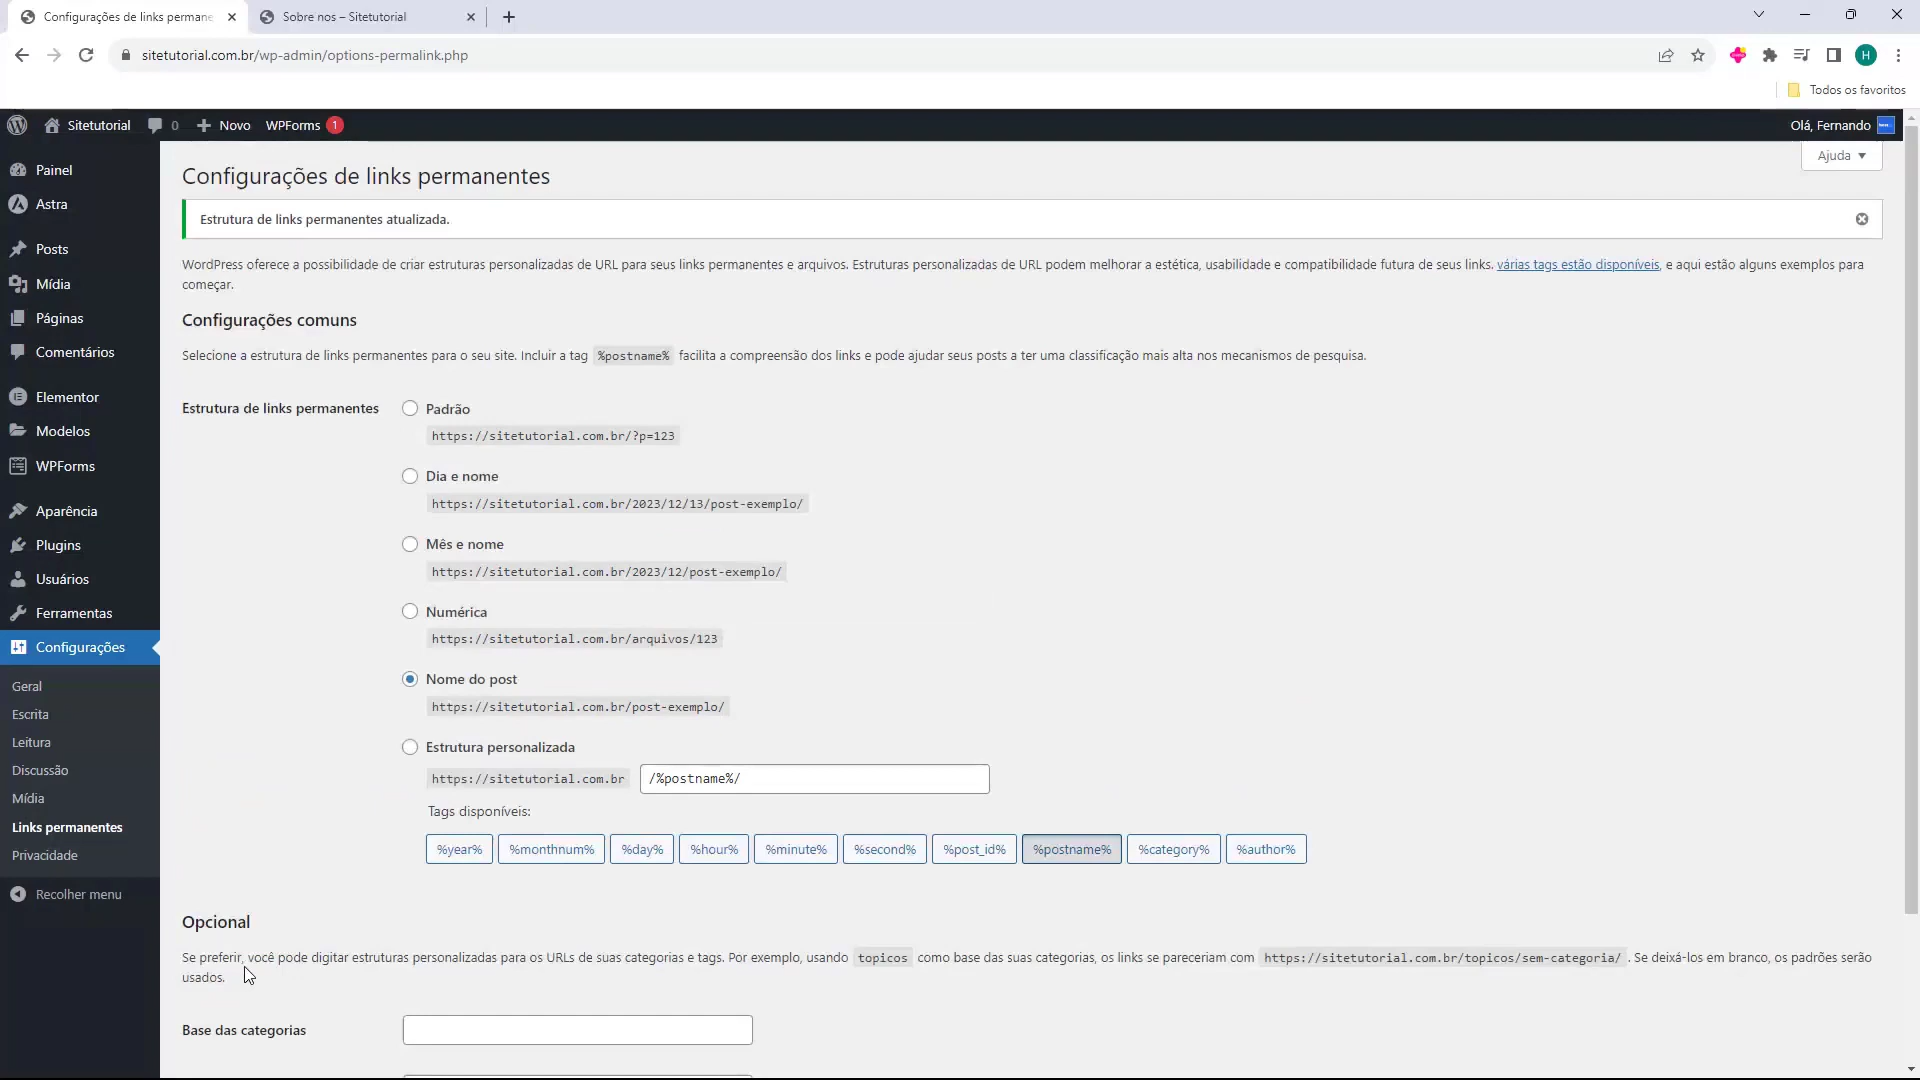 Configurações de links permane
Sobre nos – Sitetutorial
sitetutorial.com.br/wp-admin/options-permalink.php
H
Todos os favoritos
Sitetutorial
0
Novo
WPForms 1
Olá, Fernando
Painel
Astra
Posts
Mídia
Páginas
Comentários
Elementor
Modelos
WPForms
Aparência
Plugins
Usuários
Ferramentas
Configurações
Geral
Escrita
Leitura
Discussão
Mídia
Links permanentes
Privacidade
Recolher menu
Ajuda
Configurações de links permanentes
Estrutura de links permanentes atualizada.
WordPress oferece a possibilidade de criar estruturas personalizadas de URL para seus links permanentes e arquivos. Estruturas personalizadas de URL podem melhorar a estética, usabilidade e compatibilidade futura de seus links. várias tags estão disponíveis, e aqui estão alguns exemplos para
começar.
Configurações comuns
Selecione a estrutura de links permanentes para o seu site. Incluir a tag %postname% facilita a compreensão dos links e pode ajudar seus posts a ter uma classificação mais alta nos mecanismos de pesquisa.
Estrutura de links permanentes
Padrão
https://sitetutorial.com.br/?p=123
Dia e nome
https://sitetutorial.com.br/2023/12/13/post-exemplo/
Mês e nome
https://sitetutorial.com.br/2023/12/post-exemplo/
Numérica
https://sitetutorial.com.br/arquivos/123
Nome do post
https://sitetutorial.com.br/post-exemplo/
Estrutura personalizada
https://sitetutorial.com.br /%postname%/
Tags disponíveis:
%year% %monthnum% %day% %hour% %minute% %second% %post_id% %postname% %category% %author%
Opcional
Se preferir, você pode digitar estruturas personalizadas para os URLs de suas categorias e tags. Por exemplo, usando topicos como base das suas categorias, os links se pareceriam com https://sitetutorial.com.br/topicos/sem-categoria/ . Se deixá-los em branco, os padrões serão
usados.
Base das categorias